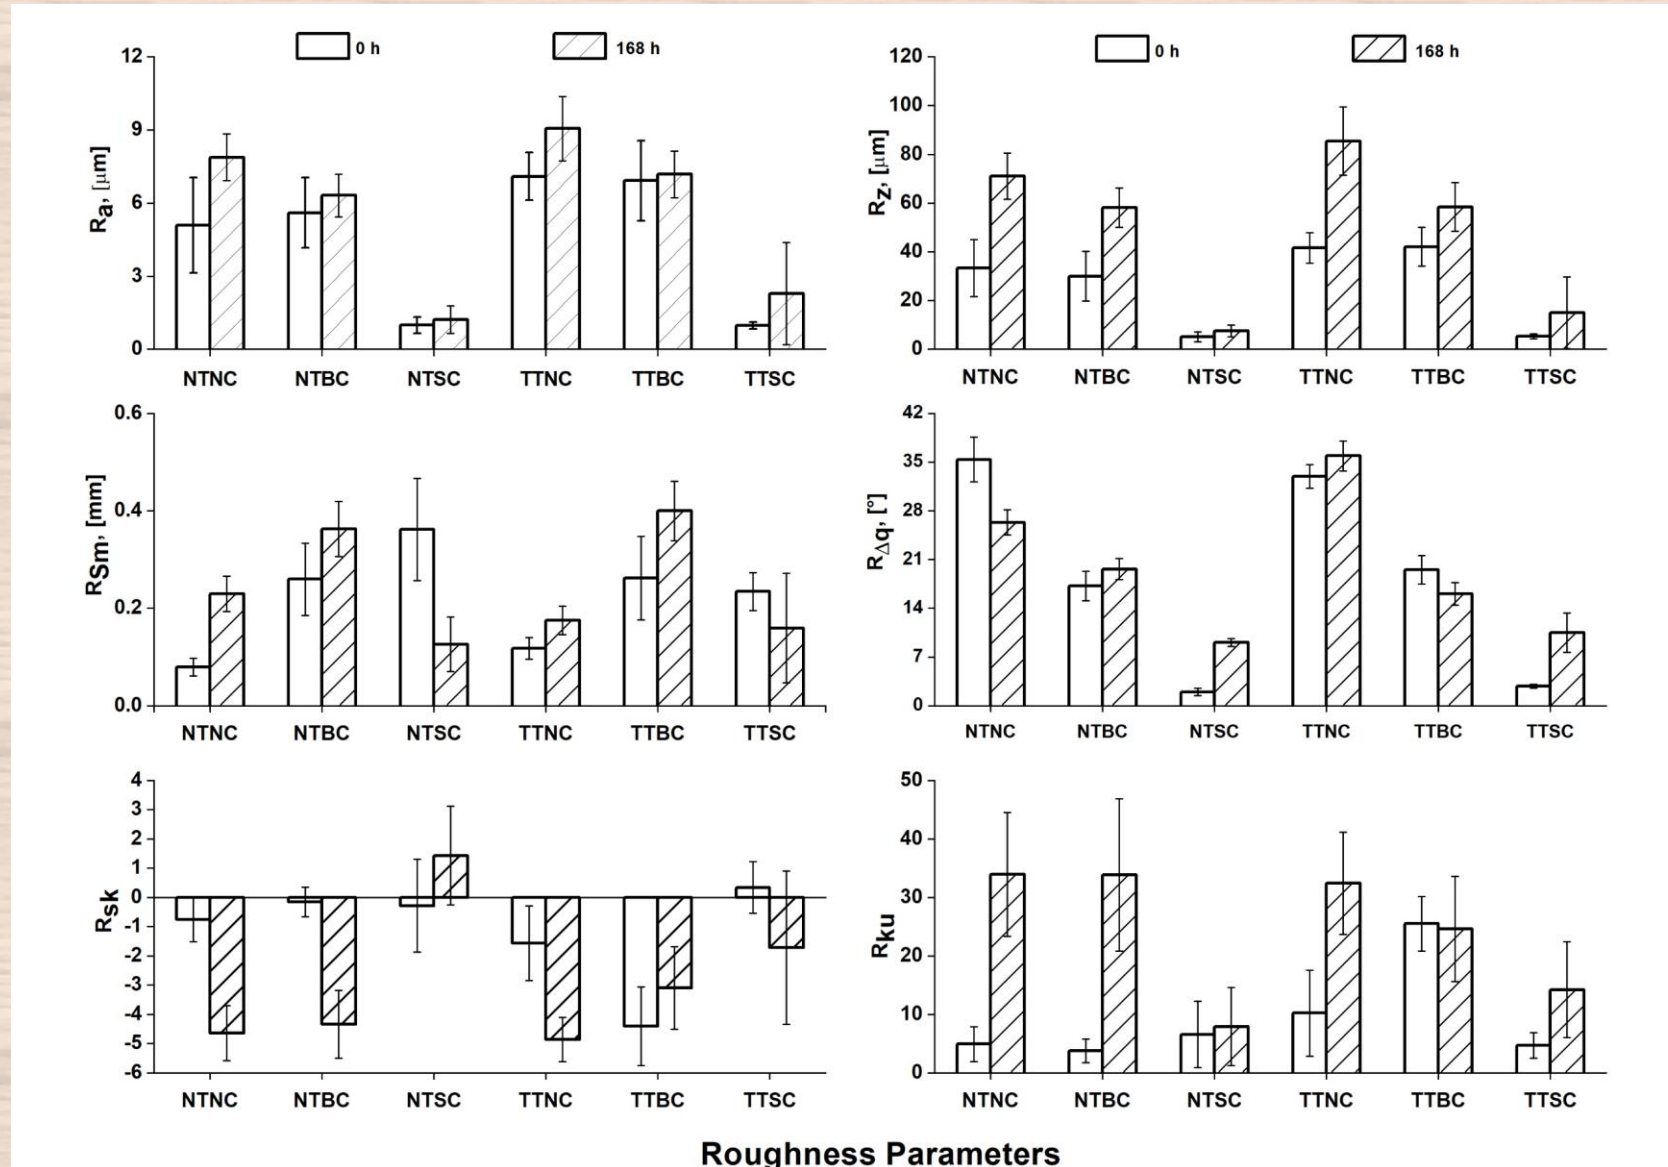 0 h
168 h
Ra, [μm]
12
9
6
3
0
NTNC NTBC NTSC TTNC TTBC TTSC
0 h
168 h
Rz, [μm]
120
100
80
60
40
20
0
NTNC NTBC NTSC TTNC TTBC TTSC
RSm, [mm]
0.6
0.4
0.2
0.0
NTNC NTBC NTSC TTNC TTBC TTSC
RΔq, [°]
42
35
28
21
14
7
0
NTNC NTBC NTSC TTNC TTBC TTSC
Rsk
4
3
2
1
0
-1
-2
-3
-4
-5
-6
NTNC NTBC NTSC TTNC TTBC TTSC
Rku
50
40
30
20
10
0
NTNC NTBC NTSC TTNC TTBC TTSC
Roughness Parameters